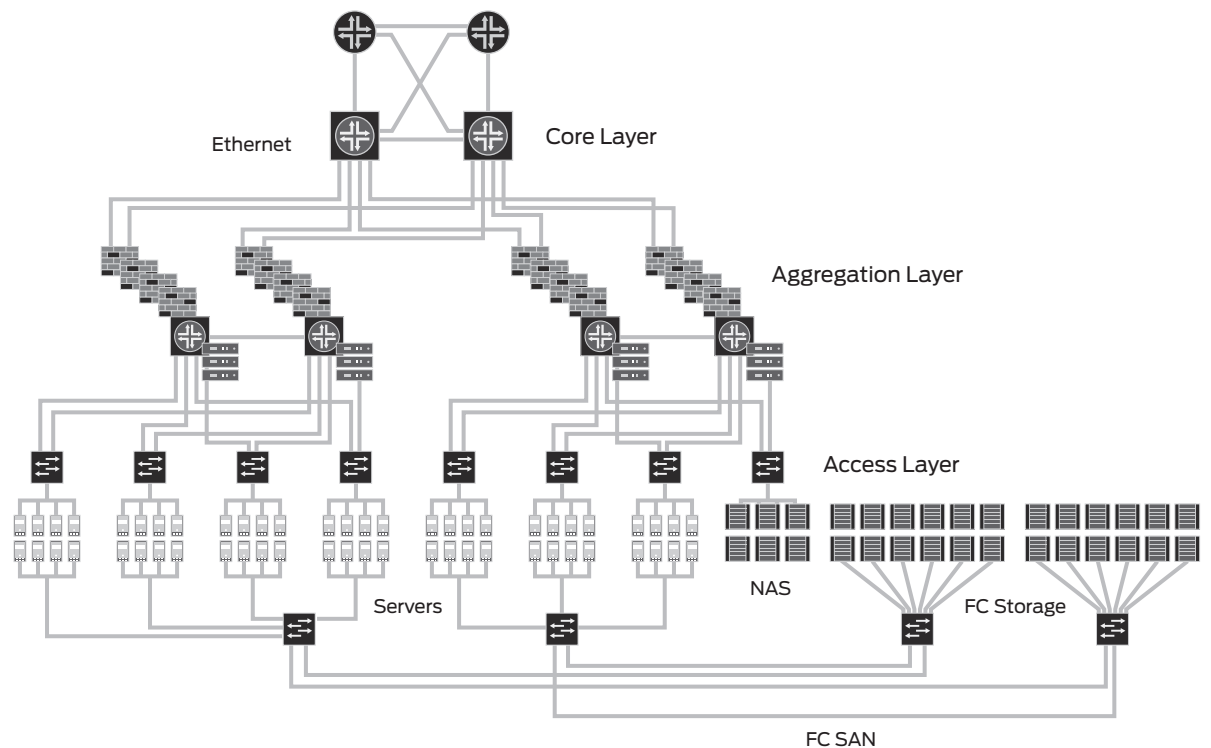 Ethernet
Core Layer
Aggregation Layer
Access Layer
NAS
Servers
FC Storage
FC SAN